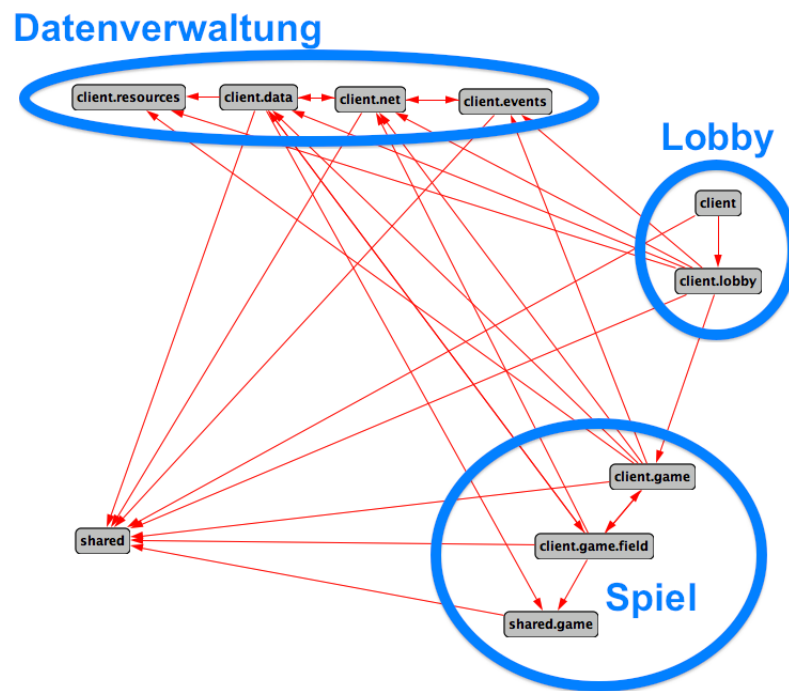 Datenverwaltung
client.resources
client.data
client.net
client.events
Lobby
client
client.lobby
client.game
shared
client.game.field
Spiel
shared.game